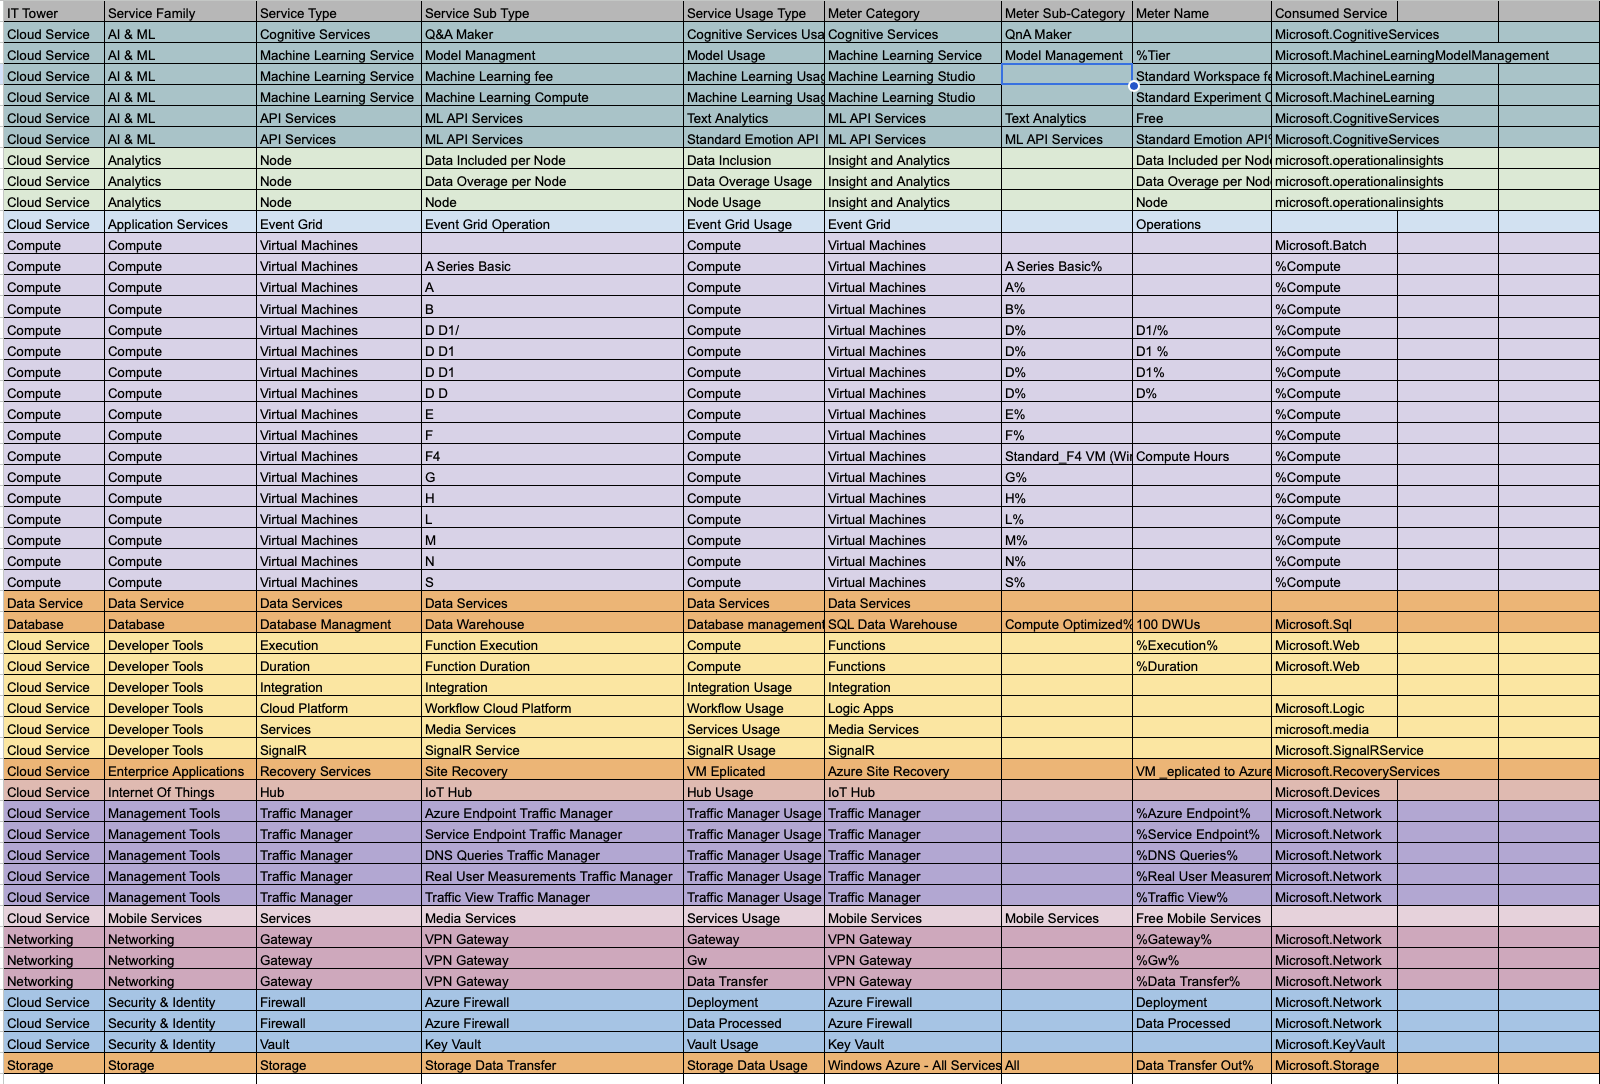 IT Tower Service Family Service Type Service Sub Type Service Usage Type Meter Category Meter Sub-Category Meter Name Consumed Service
Cloud Service AI & ML Cognitive Services Q&A Maker Cognitive Services Usa Cognitive Services QnA Maker Microsoft.CognitiveServices
Cloud Service AI & ML Machine Learning Service Model Managment Model Usage Machine Learning Service Model Management %Tier Microsoft.MachineLearningModelManagement
Cloud Service AI & ML Machine Learning Service Machine Learning fee Machine Learning Usag Machine Learning Studio Standard Workspace fe Microsoft.MachineLearning
Cloud Service AI & ML Machine Learning Service Machine Learning Compute Machine Learning Usag Machine Learning Studio Standard Experiment C Microsoft.MachineLearning
Cloud Service AI & ML API Services ML API Services Text Analytics ML API Services Text Analytics Free Microsoft.CognitiveServices
Cloud Service AI & ML API Services ML API Services Standard Emotion API ML API Services ML API Services Standard Emotion API% Microsoft.CognitiveServices
Cloud Service Analytics Node Data Included per Node Data Inclusion Insight and Analytics Data Included per Node microsoft.operationalinsights
Cloud Service Analytics Node Data Overage per Node Data Overage Usage Insight and Analytics Data Overage per Nod microsoft.operationalinsights
Cloud Service Analytics Node Node Node Usage Insight and Analytics Node microsoft.operationalinsights
Cloud Service Application Services Event Grid Event Grid Operation Event Grid Usage Event Grid Operations
Compute Compute Virtual Machines Compute Virtual Machines Microsoft.Batch
Compute Compute Virtual Machines A Series Basic Compute Virtual Machines A Series Basic% %Compute
Compute Compute Virtual Machines A Compute Virtual Machines A% %Compute
Compute Compute Virtual Machines B Compute Virtual Machines B% %Compute
Compute Compute Virtual Machines D D1/ Compute Virtual Machines D% D1/% %Compute
Compute Compute Virtual Machines D D1 Compute Virtual Machines D% D1 % %Compute
Compute Compute Virtual Machines D D1 Compute Virtual Machines D% D1% %Compute
Compute Compute Virtual Machines D D Compute Virtual Machines D% D% %Compute
Compute Compute Virtual Machines E Compute Virtual Machines E% %Compute
Compute Compute Virtual Machines F Compute Virtual Machines F% %Compute
Compute Compute Virtual Machines F4 Compute Virtual Machines Standard_F4 VM (Win Compute Hours %Compute
Compute Compute Virtual Machines G Compute Virtual Machines G% %Compute
Compute Compute Virtual Machines H Compute Virtual Machines H% %Compute
Compute Compute Virtual Machines L Compute Virtual Machines L% %Compute
Compute Compute Virtual Machines M Compute Virtual Machines M% %Compute
Compute Compute Virtual Machines N Compute Virtual Machines N% %Compute
Compute Compute Virtual Machines S Compute Virtual Machines S% %Compute
Data Service Data Service Data Services Data Services Data Services Data Services
Database Database Database Managment Data Warehouse Database management SQL Data Warehouse Compute Optimized% 100 DWUs Microsoft.Sql
Cloud Service Developer Tools Execution Function Execution Compute Functions %Execution% Microsoft.Web
Cloud Service Developer Tools Duration Function Duration Compute Functions %Duration Microsoft.Web
Cloud Service Developer Tools Integration Integration Integration Usage Integration
Cloud Service Developer Tools Cloud Platform Workflow Cloud Platform Workflow Usage Logic Apps Microsoft.Logic
Cloud Service Developer Tools Services Media Services Services Usage Media Services microsoft.media
Cloud Service Developer Tools SignalR SignalR Service SignalR Usage SignalR Microsoft.SignalRService
Cloud Service Enterprice Applications Recovery Services Site Recovery VM Eplicated Azure Site Recovery VM _eplicated to Azure Microsoft.RecoveryServices
Cloud Service Internet Of Things Hub IoT Hub Hub Usage IoT Hub Microsoft.Devices
Cloud Service Management Tools Traffic Manager Azure Endpoint Traffic Manager Traffic Manager Usage Traffic Manager %Azure Endpoint% Microsoft.Network
Cloud Service Management Tools Traffic Manager Service Endpoint Traffic Manager Traffic Manager Usage Traffic Manager %Service Endpoint% Microsoft.Network
Cloud Service Management Tools Traffic Manager DNS Queries Traffic Manager Traffic Manager Usage Traffic Manager %DNS Queries% Microsoft.Network
Cloud Service Management Tools Traffic Manager Real User Measurements Traffic Manager Traffic Manager Usage Traffic Manager %Real User Measurem Microsoft.Network
Cloud Service Management Tools Traffic Manager Traffic View Traffic Manager Traffic Manager Usage Traffic Manager %Traffic View% Microsoft.Network
Cloud Service Mobile Services Services Media Services Services Usage Mobile Services Mobile Services Free Mobile Services
Networking Networking Gateway VPN Gateway Gateway VPN Gateway %Gateway% Microsoft.Network
Networking Networking Gateway VPN Gateway Gw VPN Gateway %Gw% Microsoft.Network
Networking Networking Gateway VPN Gateway Data Transfer VPN Gateway %Data Transfer% Microsoft.Network
Cloud Service Security & Identity Firewall Azure Firewall Deployment Azure Firewall Deployment Microsoft.Network
Cloud Service Security & Identity Firewall Azure Firewall Data Processed Azure Firewall Data Processed Microsoft.Network
Cloud Service Security & Identity Vault Key Vault Vault Usage Key Vault Microsoft.KeyVault
Storage Storage Storage Storage Data Transfer Storage Data Usage Windows Azure - All Services All Data Transfer Out% Microsoft.Storage